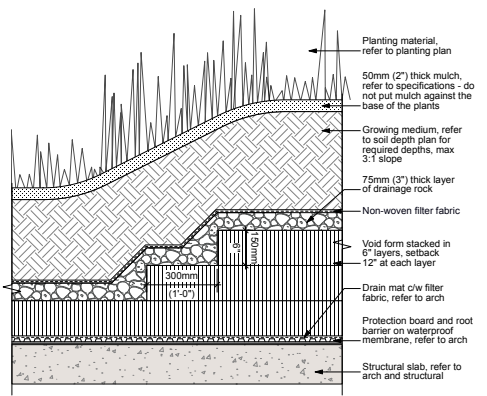 Planting material,
refer to planting plan
50mm (2") thick mulch,
refer to specifications - do
not put mulch against the
base of the plants
Growing medium, refer
to soil depth plan for
required depths, max
3:1 slope
75mm (3") thick layer
of drainage rock
Non-woven filter fabric
150mm
6"
Void form stacked in
6" layers, setback
12" at each layer
300mm
(1'-0")
Drain mat c/w filter
fabric, refer to arch
Protection board and root
barrier on waterproof
membrane, refer to arch
Structural slab, refer to
arch and structural